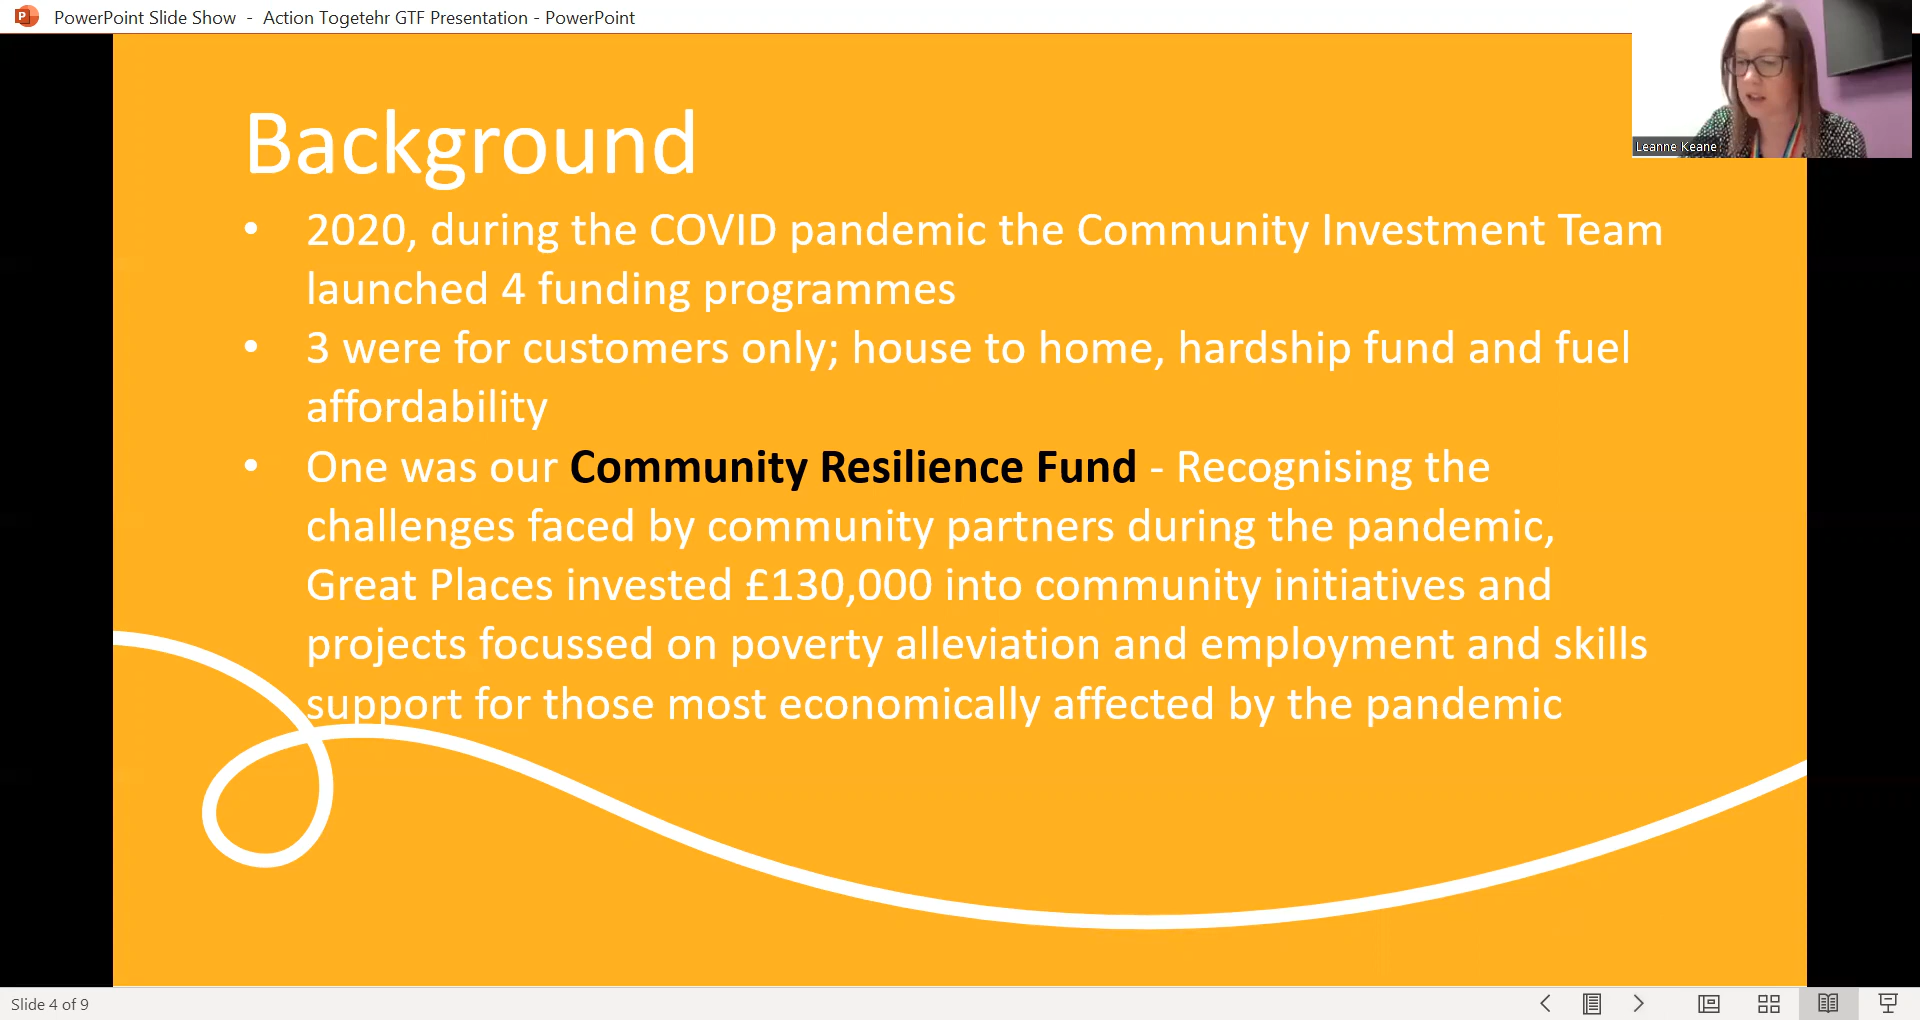 PowerPoint Slide Show - Action Togetehr GTF Presentation - PowerPoint
Leanne Keane
Background
• 2020, during the COVID pandemic the Community Investment Team
launched 4 funding programmes
• 3 were for customers only; house to home, hardship fund and fuel
affordability
• One was our Community Resilience Fund - Recognising the
challenges faced by community partners during the pandemic,
Great Places invested £130,000 into community initiatives and
projects focussed on poverty alleviation and employment and skills
support for those most economically affected by the pandemic
Slide 4 of 9